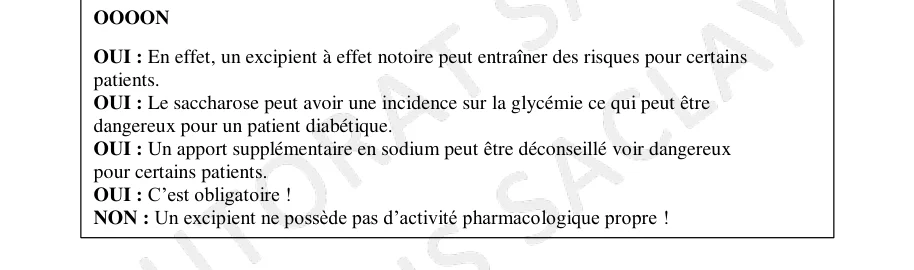 OOOON
OUI : En effet, un excipient à effet notoire peut entraîner des risques pour certains
patients.
OUI : Le saccharose peut avoir une incidence sur la glycémie ce qui peut être
dangereux pour un patient diabétique.
OUI : Un apport supplémentaire en sodium peut être déconseillé voir dangereux
pour certains patients.
OUI : C’est obligatoire !
NON : Un excipient ne possède pas d’activité pharmacologique propre !